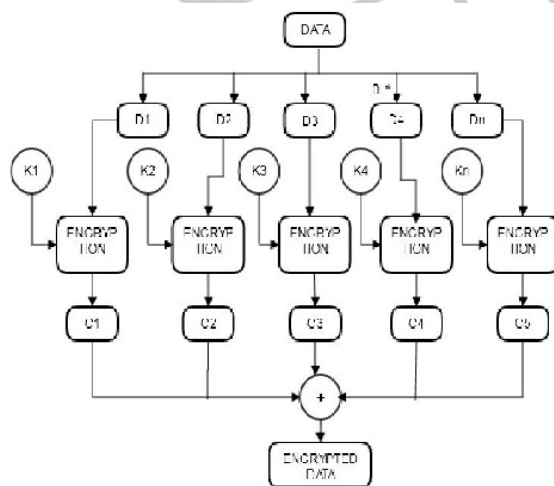 DATA
D1
D2
D3
D4
Dn
K1
K2
K3
K4
Kn
ENCRYP
TION
ENCRYP
TION
ENCRYP
TION
ENCRYP
TION
ENCRYP
TION
C1
C2
C3
C4
C5
+
ENCRYPTED
DATA